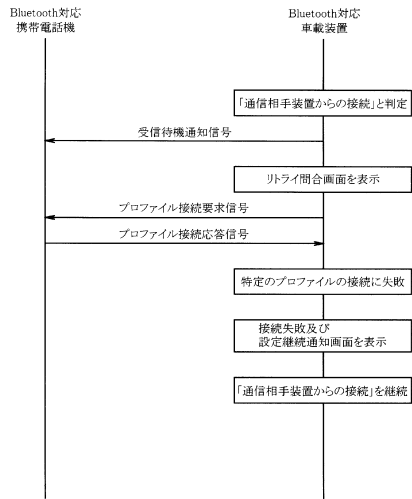 Bluetooth対応
携帯電話機
Bluetooth対応
車載装置
「通信相手装置からの接続」と判定
受信待機通知信号
リトライ問合画面を表示
プロファイル接続要求信号
プロファイル接続応答信号
特定のプロファイルの接続に失敗
接続失敗及び
設定継続通知画面を表示
「通信相手装置からの接続」を継続